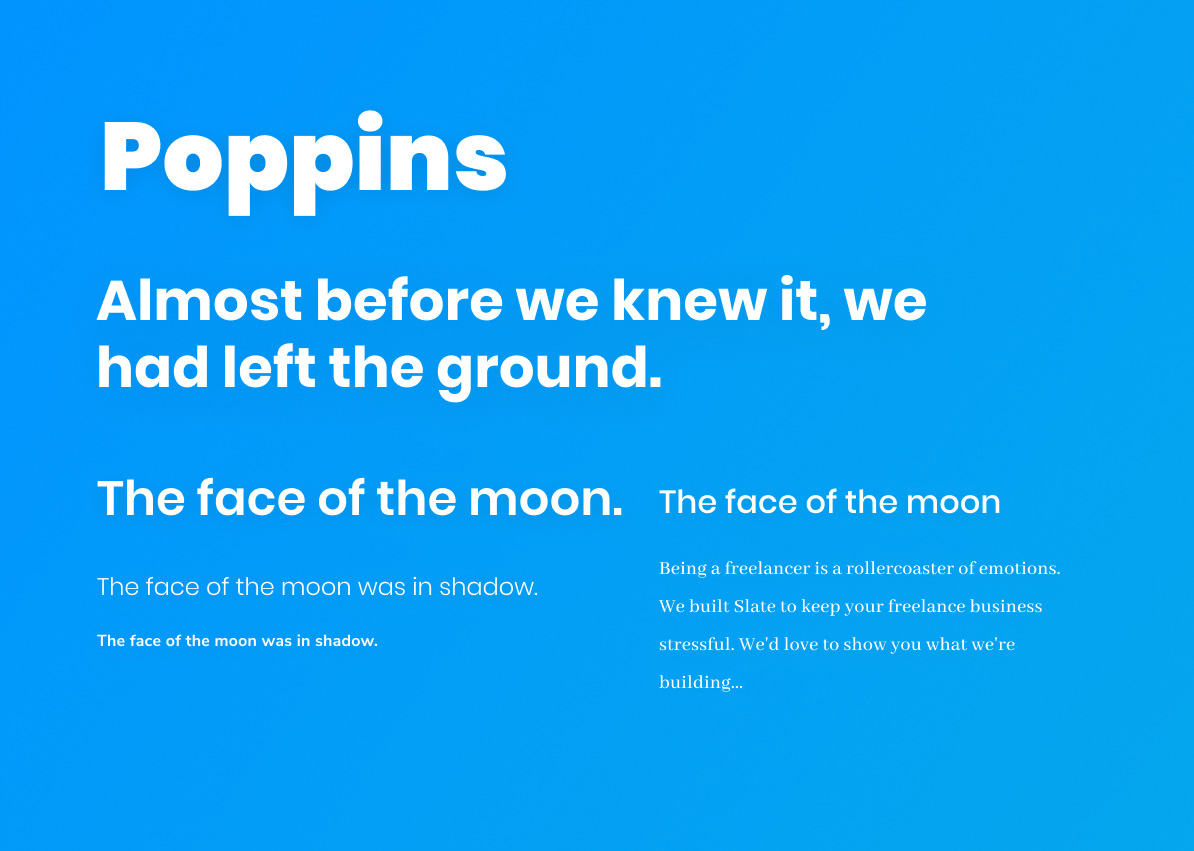 Poppins
Almost before we knew it, we
had left the ground.
The face of the moon.
The face of the moon was in shadow.
The face of the moon was in shadow.
The face of the moon
Being a freelancer is a rollercoaster of emotions.
We built Slate to keep your freelance business
stressful. We'd love to show you what we're
building...